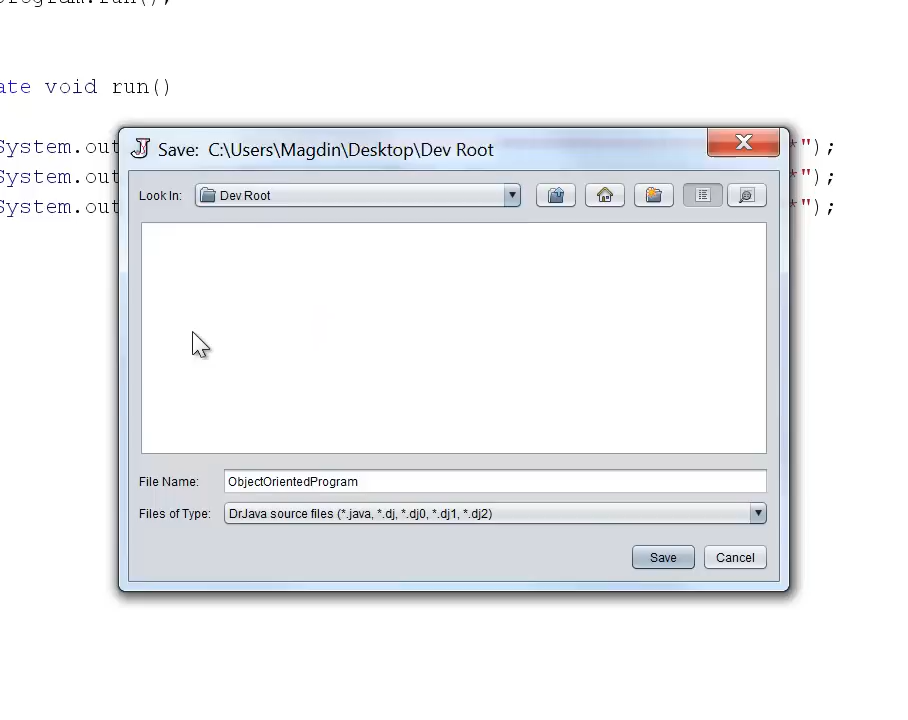 program.run();
ate void run()
Save: C:\Users\Magdin\Desktop\Dev Root
System.out *");
System.out *");
System.out *");
Look In: Dev Root
File Name: ObjectOrientedProgram
Files of Type: DrJava source files (*.java, *.dj, *.dj0, *.dj1, *.dj2)
Save Cancel